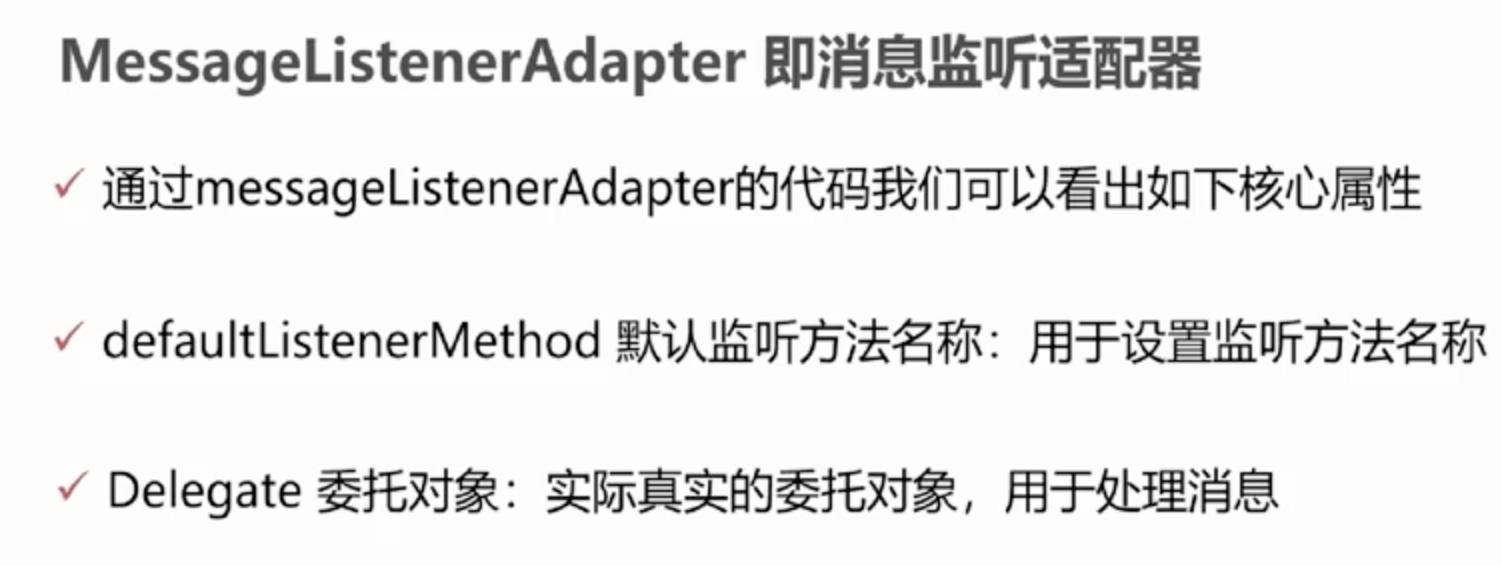 MessageListenerAdapter 即消息监听适配器
✓ 通过messageListenerAdapter的代码我们可以看出如下核心属性
✓ defaultListenerMethod 默认监听方法名称：用于设置监听方法名称
✓ Delegate 委托对象：实际真实的委托对象，用于处理消息